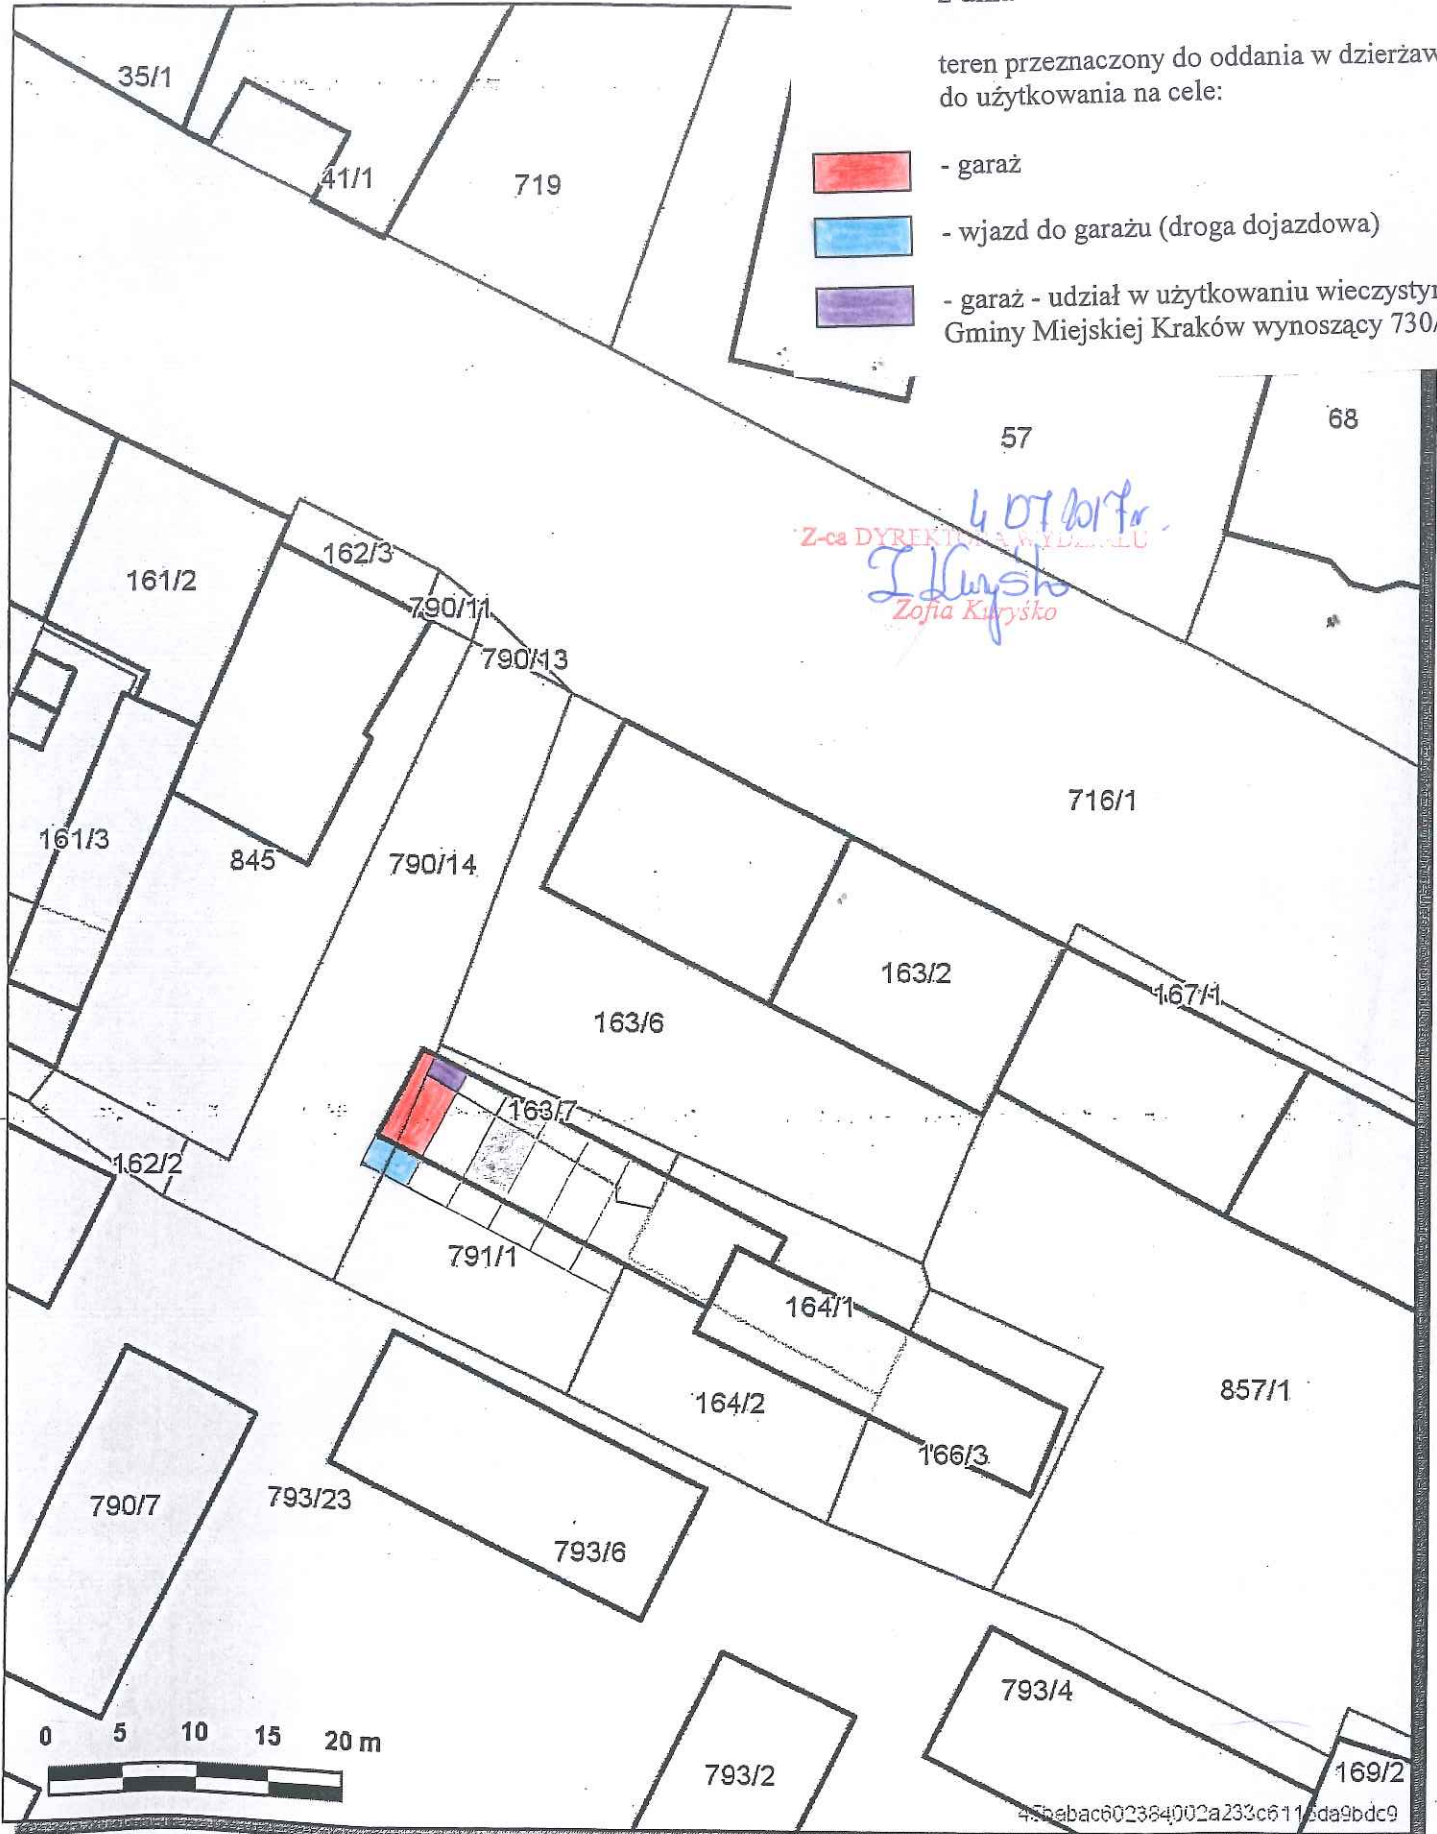 teren przeznaczony do oddania w dzierżaw
do użytkowania na cele:
- garaż
- wjazd do garażu (droga dojazdowa)
- garaż - udział w użytkowaniu wieczysty
Gminy Miejskiej Kraków wynoszący 730/
35/1
41/1
719
57
68
4 07 2017 r.
Z-ca DYREKTORA WYDZIAŁU
Zofia Kuryśko
162/3
161/2
790/11
790/13
716/1
161/3
845
790/14
163/2
167/1
163/6
163/7
162/2
791/1
164/1
857/1
164/2
166/3
790/7
793/23
793/6
793/4
793/2
169/2
0 5 10 15 20 m